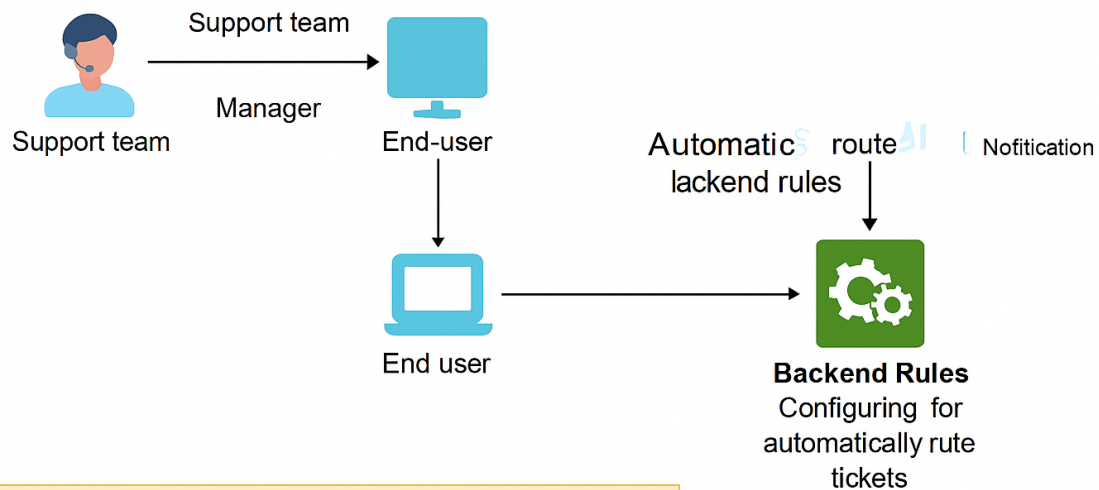 Support team
Manager
Support team
End-user
Automatic route Nofitication
lackend rules
End user
Backend Rules
Configuring for
automatically rute
tickets